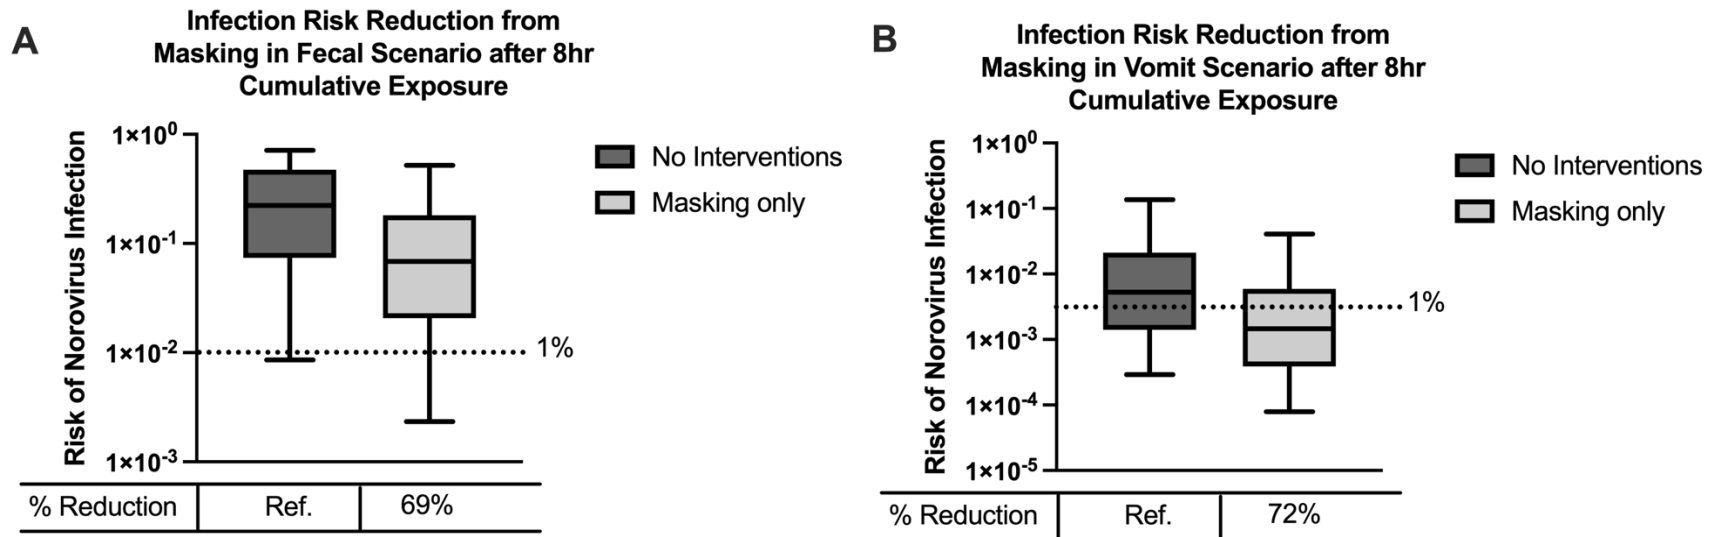 A
Infection Risk Reduction from
Masking in Fecal Scenario after 8hr
Cumulative Exposure
Risk of Norovirus Infection
1×10⁰
1×10⁻¹
1×10⁻²
1×10⁻³
1%
No Interventions
Masking only
% Reduction Ref. 69%
B
Infection Risk Reduction from
Masking in Vomit Scenario after 8hr
Cumulative Exposure
Risk of Norovirus Infection
1×10⁰
1×10⁻¹
1×10⁻²
1×10⁻³
1×10⁻⁴
1×10⁻⁵
1%
No Interventions
Masking only
% Reduction Ref. 72%